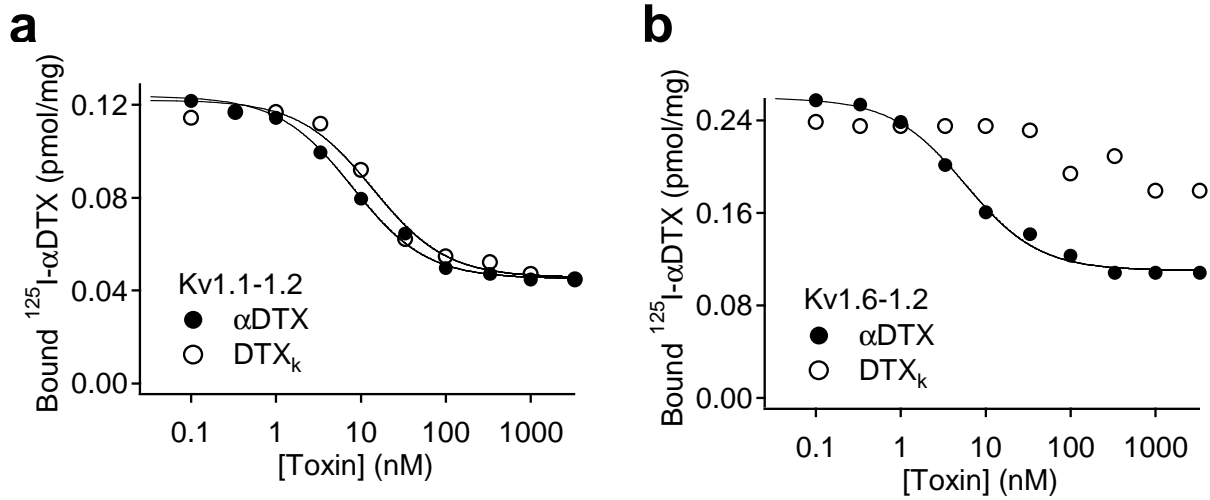 a
Bound ¹²⁵I-αDTX (pmol/mg)
0.12
0.08
0.04
0.00
Kv1.1-1.2
αDTX
DTXₖ
0.1 1 10 100 1000
[Toxin] (nM)
b
Bound ¹²⁵I-αDTX (pmol/mg)
0.24
0.16
0.08
0.00
Kv1.6-1.2
αDTX
DTXₖ
0.1 1 10 100 1000
[Toxin] (nM)